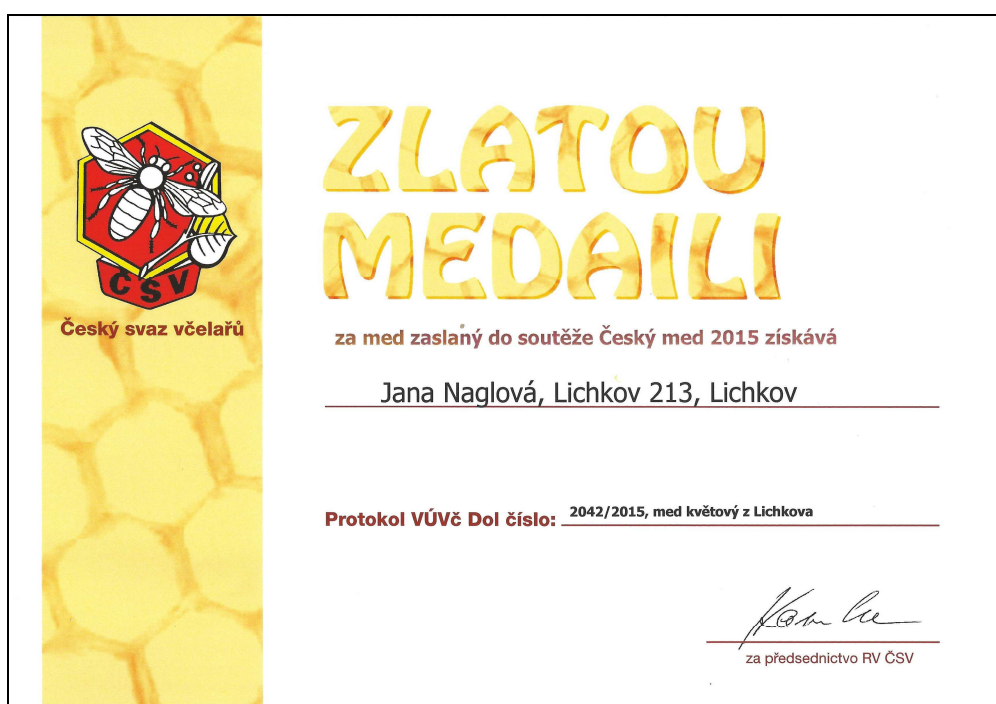 ČSV
Český svaz včelařů
ZLATOU
MEDAILI
za med zaslaný do soutěže Český med 2015 získává
Jana Naglová, Lichkov 213, Lichkov
Protokol VÚVč Dol číslo: 2042/2015, med květový z Lichkova
za předsednictvo RV ČSV